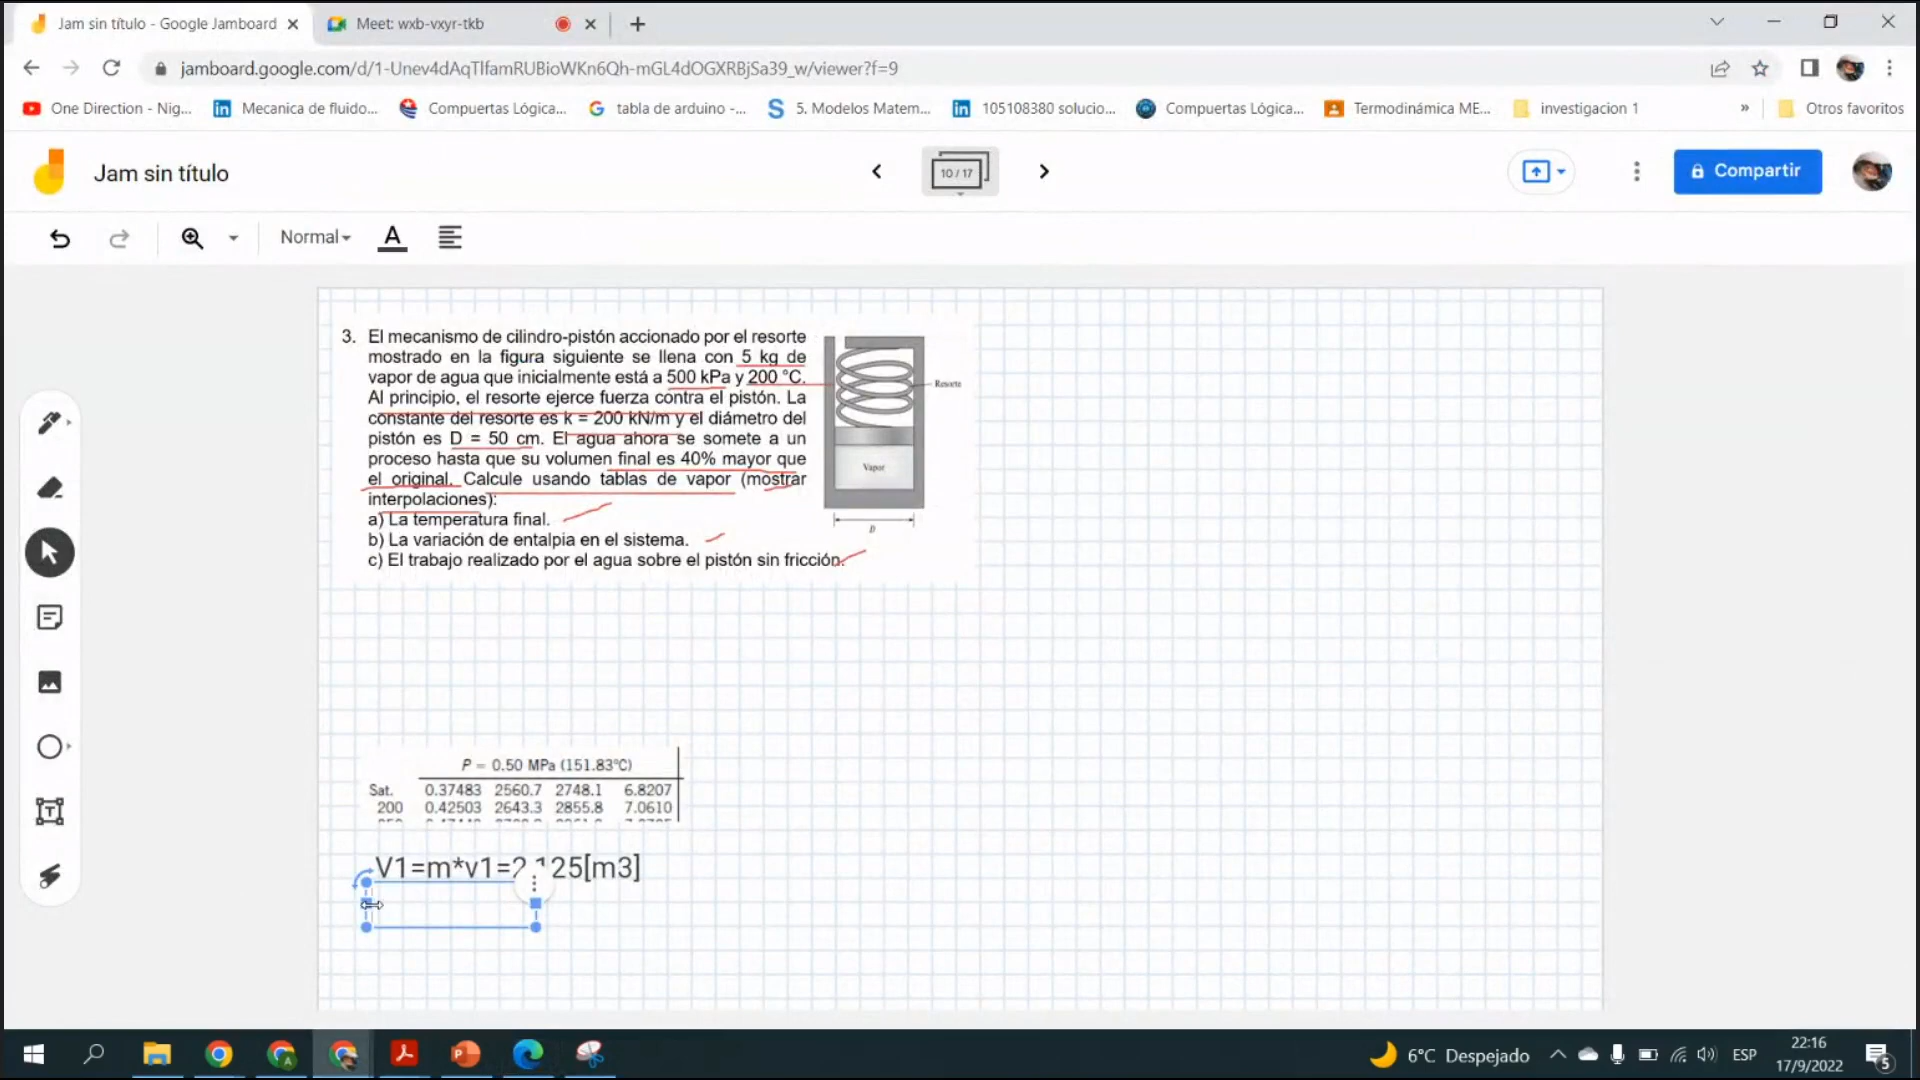 Jam sin título - Google Jamboard
Meet: wxb-vxyr-tkb
jamboard.google.com/d/1-Unev4dAqTlfamRUBioWKn6Qh-mGL4dOGXRBjSa39_w/viewer?f=9
One Direction - Nig...
Mecanica de fluido...
Compuertas Lógica...
tabla de arduino -...
5. Modelos Matem...
105108380 solucio...
Compuertas Lógica...
Termodinámica ME...
investigacion 1
»
Otros favoritos
Jam sin título
10 / 17
Compartir
Normal
3. El mecanismo de cilindro-pistón accionado por el resorte
mostrado en la figura siguiente se llena con 5 kg de
vapor de agua que inicialmente está a 500 kPa y 200 °C.
Al principio, el resorte ejerce fuerza contra el pistón. La
constante del resorte es k = 200 kN/m y el diámetro del
pistón es D = 50 cm. El agua ahora se somete a un
proceso hasta que su volumen final es 40% mayor que
el original. Calcule usando tablas de vapor (mostrar
interpolaciones):
a) La temperatura final.
b) La variación de entalpia en el sistema.
c) El trabajo realizado por el agua sobre el pistón sin fricción.
Resorte
Vapor
D
P = 0.50 MPa (151.83°C)
Sat. 0.37483 2560.7 2748.1 6.8207
200 0.42503 2643.3 2855.8 7.0610
V1=m*v1=2.125[m3]
6°C Despejado
ESP
22:16
17/9/2022
5